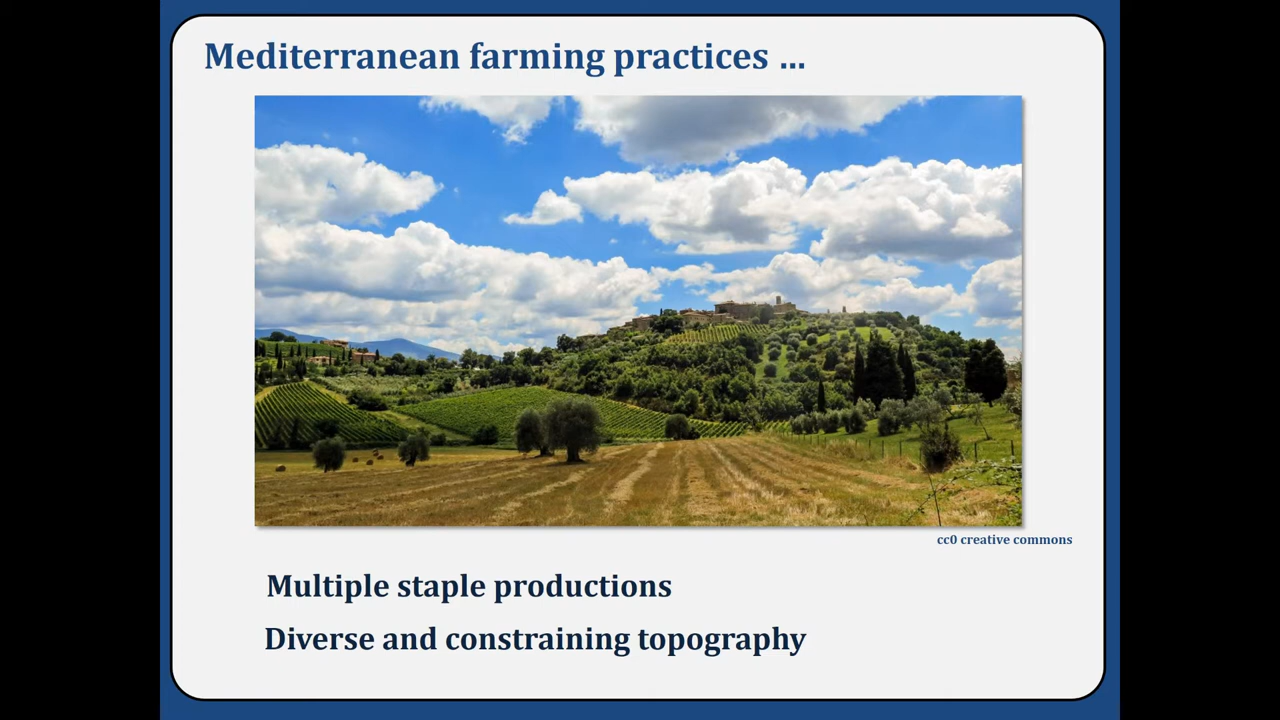 Mediterranean farming practices ...
cc0 creative commons
Multiple staple productions
Diverse and constraining topography